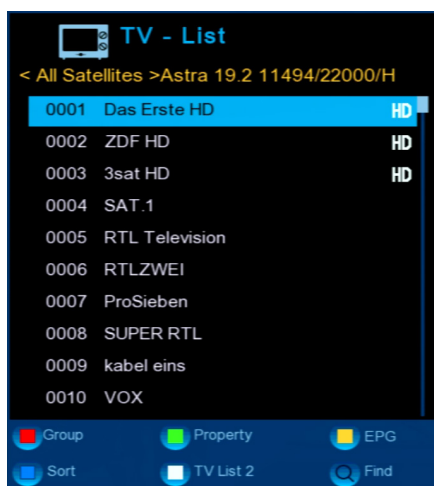 TV - List
< All Satellites >Astra 19.2 11494/22000/H
0001 Das Erste HD HD
0002 ZDF HD HD
0003 3sat HD HD
0004 SAT.1
0005 RTL Television
0006 RTLZWEI
0007 ProSieben
0008 SUPER RTL
0009 kabel eins
0010 VOX
Group Property EPG
Sort TV List 2 Find